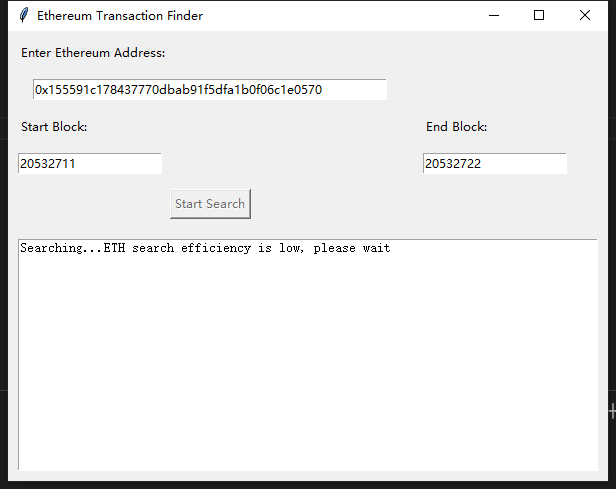 Ethereum Transaction Finder
Enter Ethereum Address:
0x155591c178437770dbab91f5dfa1b0f06c1e0570
Start Block:
End Block:
20532711
20532722
Start Search
Searching...ETH search efficiency is low, please wait